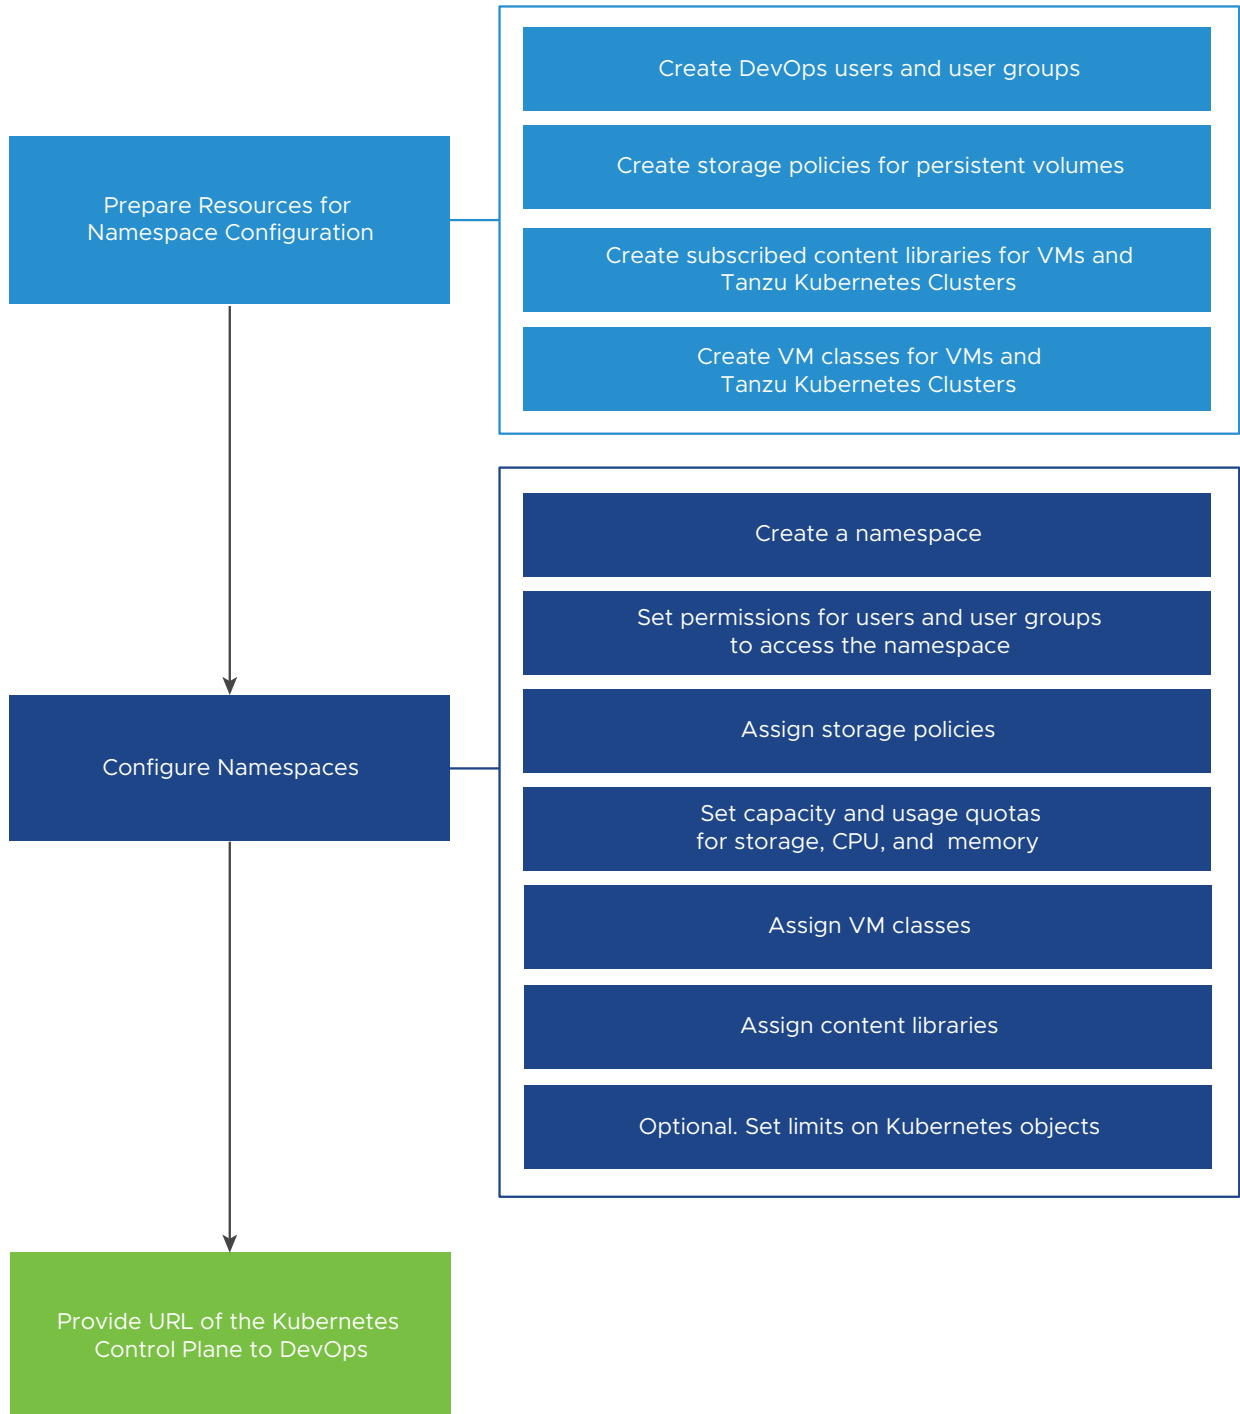 Create DevOps users and user groups
Create storage policies for persistent volumes
Prepare Resources for
Namespace Configuration
Create subscribed content libraries for VMs and
Tanzu Kubernetes Clusters
Create VM classes for VMs and
Tanzu Kubernetes Clusters
Create a namespace
Set permissions for users and user groups
to access the namespace
Assign storage policies
Configure Namespaces
Set capacity and usage quotas
for storage, CPU, and  memory
Assign VM classes
Assign content libraries
Optional. Set limits on Kubernetes objects
Provide URL of the Kubernetes
Control Plane to DevOps